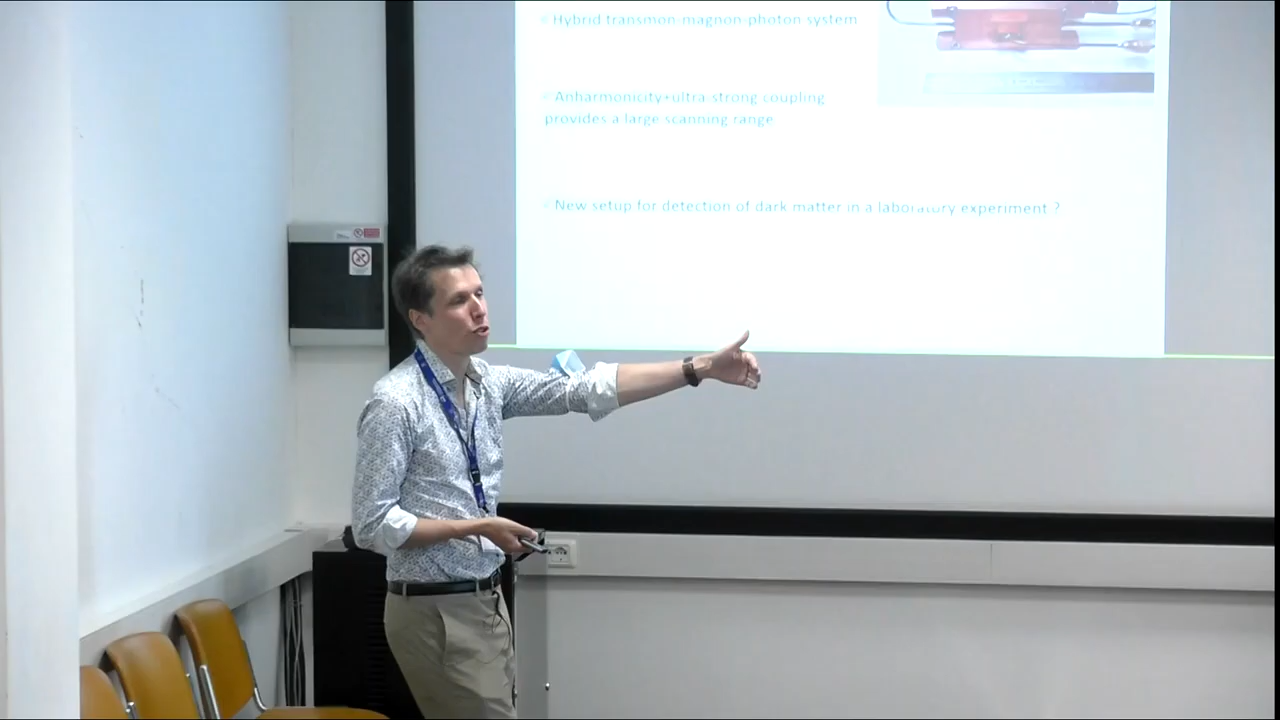 Hybrid transmon-magnon-photon system
Anharmonicity+ultra-strong coupling
provides a large scanning range
New setup for detection of dark matter in a laboratory experiment ?